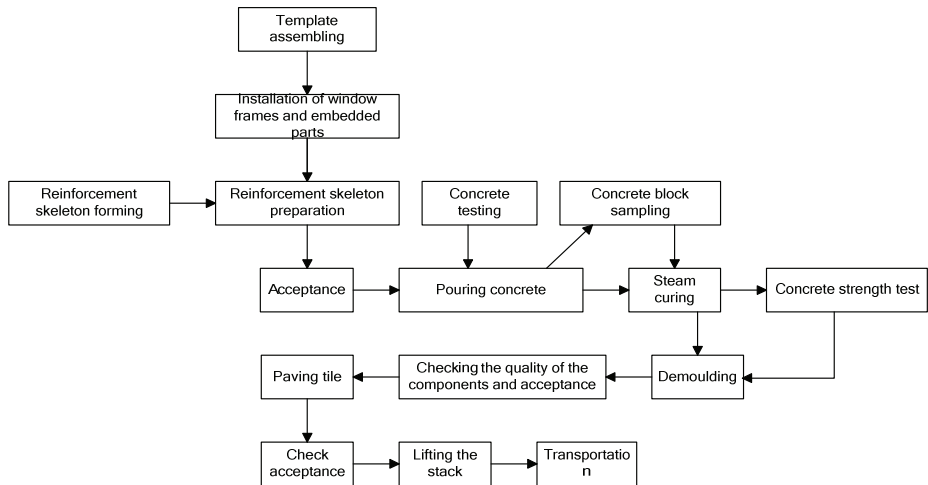 Template
assembling
Installation of window
frames and embedded
parts
Reinforcement
skeleton forming
Reinforcement skeleton
preparation
Concrete
testing
Concrete block
sampling
Acceptance
Pouring concrete
Steam
curing
Concrete strength test
Paving tile
Checking the quality of the
components and acceptance
Demoulding
Check
acceptance
Lifting the
stack
Transportatio
n